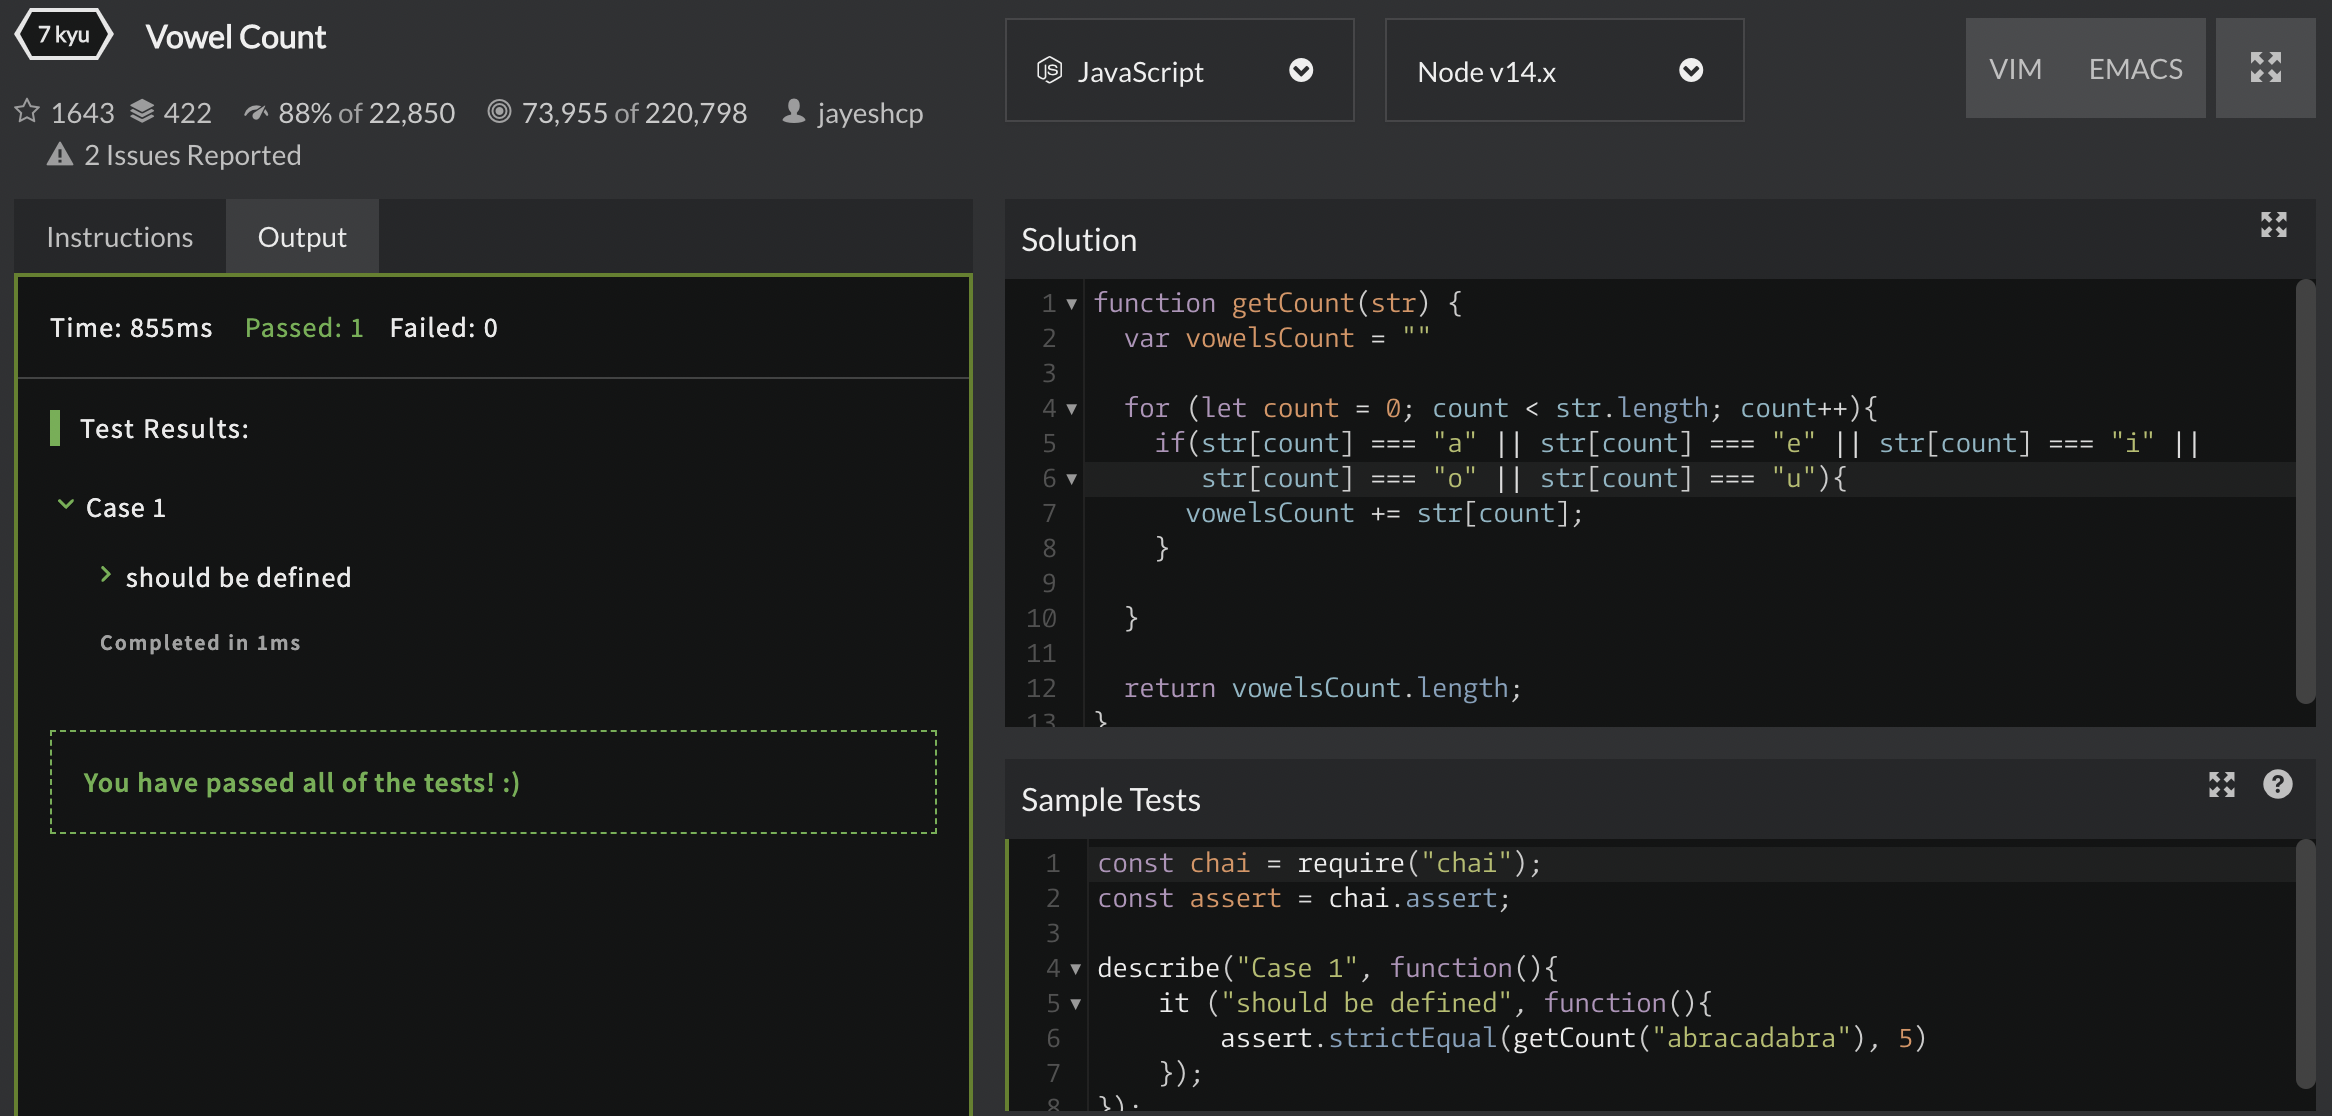 7 kyu
Vowel Count
1643 422 88% of 22,850 73,955 of 220,798 jayeshcp
2 Issues Reported
JavaScript
Node v14.x
VIM EMACS
Instructions
Output
Time: 855ms Passed: 1 Failed: 0
Test Results:
Case 1
should be defined
Completed in 1ms
You have passed all of the tests! :)
Solution
1 function getCount(str) {
2   var vowelsCount = ""
3
4   for (let count = 0; count < str.length; count++){
5     if(str[count] === "a" || str[count] === "e" || str[count] === "i" ||
6        str[count] === "o" || str[count] === "u"){
7       vowelsCount += str[count];
8     }
9
10   }
11
12   return vowelsCount.length;
13 }
Sample Tests
1 const chai = require("chai");
2 const assert = chai.assert;
3
4 describe("Case 1", function(){
5     it ("should be defined", function(){
6         assert.strictEqual(getCount("abracadabra"), 5)
7     });
8 });